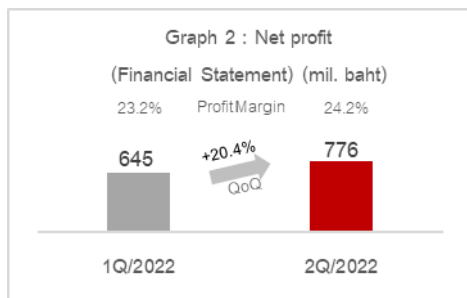 Graph 2 : Net profit
(Financial Statement) (mil. baht)
23.2% ProfitMargin 24.2%
645 +20.4% 776
QoQ
1Q/2022 2Q/2022